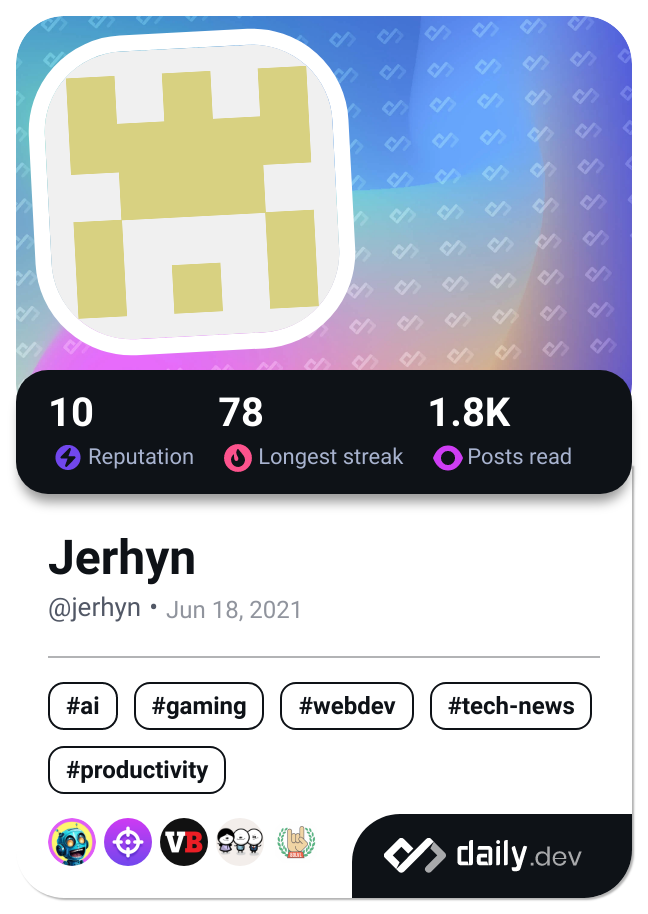 10 78 1.8K
Reputation Longest streak Posts read
Jerhyn
@jerhyn • Jun 18, 2021
#ai #gaming #webdev #tech-news
#productivity
VB
daily.dev